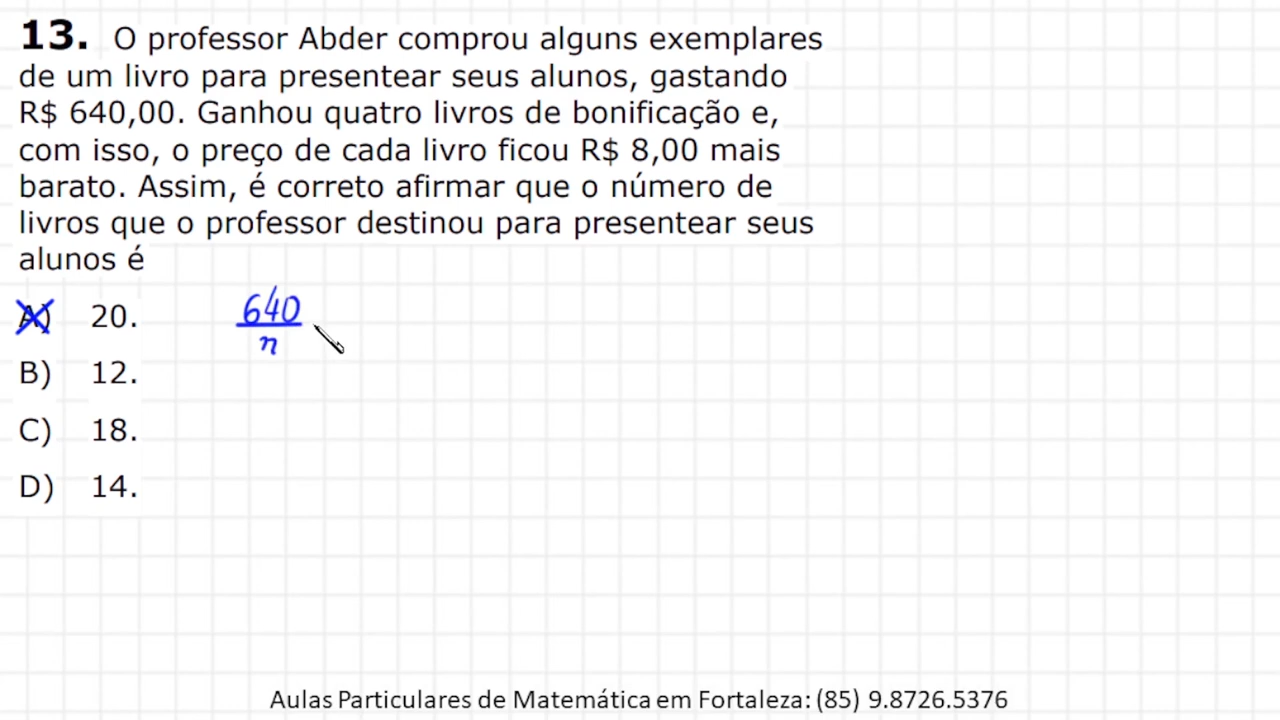 13. O professor Abder comprou alguns exemplares
de um livro para presentear seus alunos, gastando
R$ 640,00. Ganhou quatro livros de bonificação e,
com isso, o preço de cada livro ficou R$ 8,00 mais
barato. Assim, é correto afirmar que o número de
livros que o professor destinou para presentear seus
alunos é
A) 20.
640
n
B) 12.
C) 18.
D) 14.
Aulas Particulares de Matemática em Fortaleza: (85) 9.8726.5376